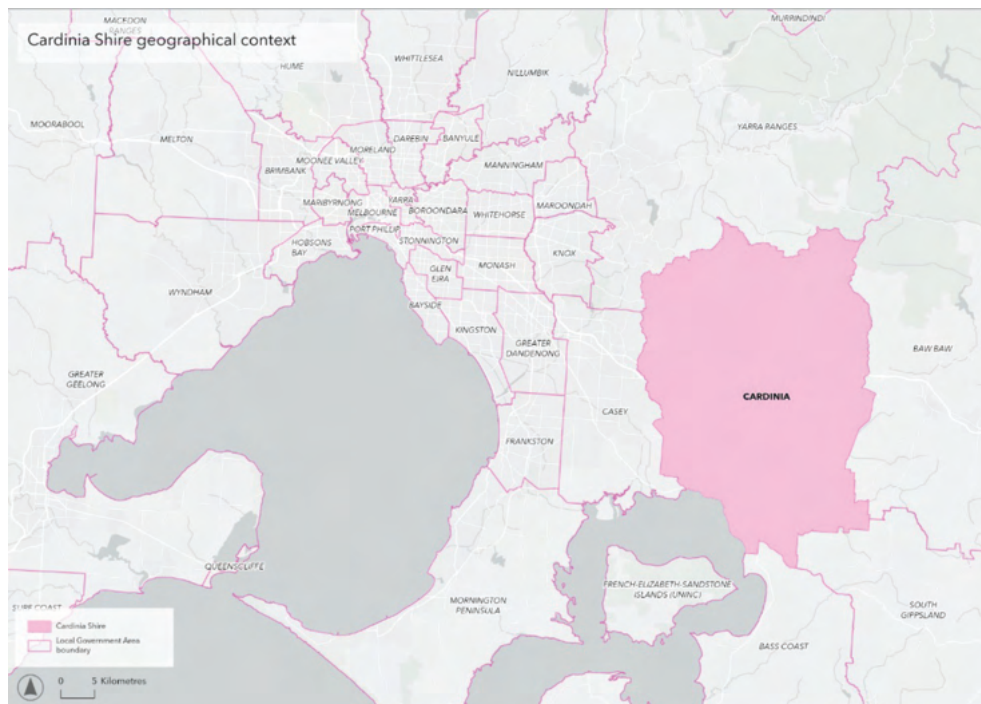 MACEDON
RANGES
MURRINDINDI
Cardinia Shire geographical context
HUME
WHITTLESEA
NILLUMBIK
MOORABOOL
MELTON
DAREBIN
BANYULE
YARRA RANGES
MORELAND
MOONEE VALLEY
BRIMBANK
MANNINGHAM
MARIBYRNONG
YARRA
MELBOURNE
BOROONDARA
MAROONDAH
WHITEHORSE
PORT PHILLIP
STONNINGTON
HOBSONS
BAY
KNOX
GLEN
EIRA
MONASH
WYNDHAM
BAYSIDE
KINGSTON
GREATER
DANDENONG
BAW BAW
GREATER
GEELONG
CARDINIA
CASEY
FRANKSTON
QUEENSCLIFFE
FRENCH-ELIZABETH-SANDSTONE
ISLANDS (UNINC)
MORNINGTON
PENINSULA
SURF COAST
SOUTH
GIPPSLAND
BASS COAST
Cardinia Shire
Local Government Area
boundary
0 5 Kilometres